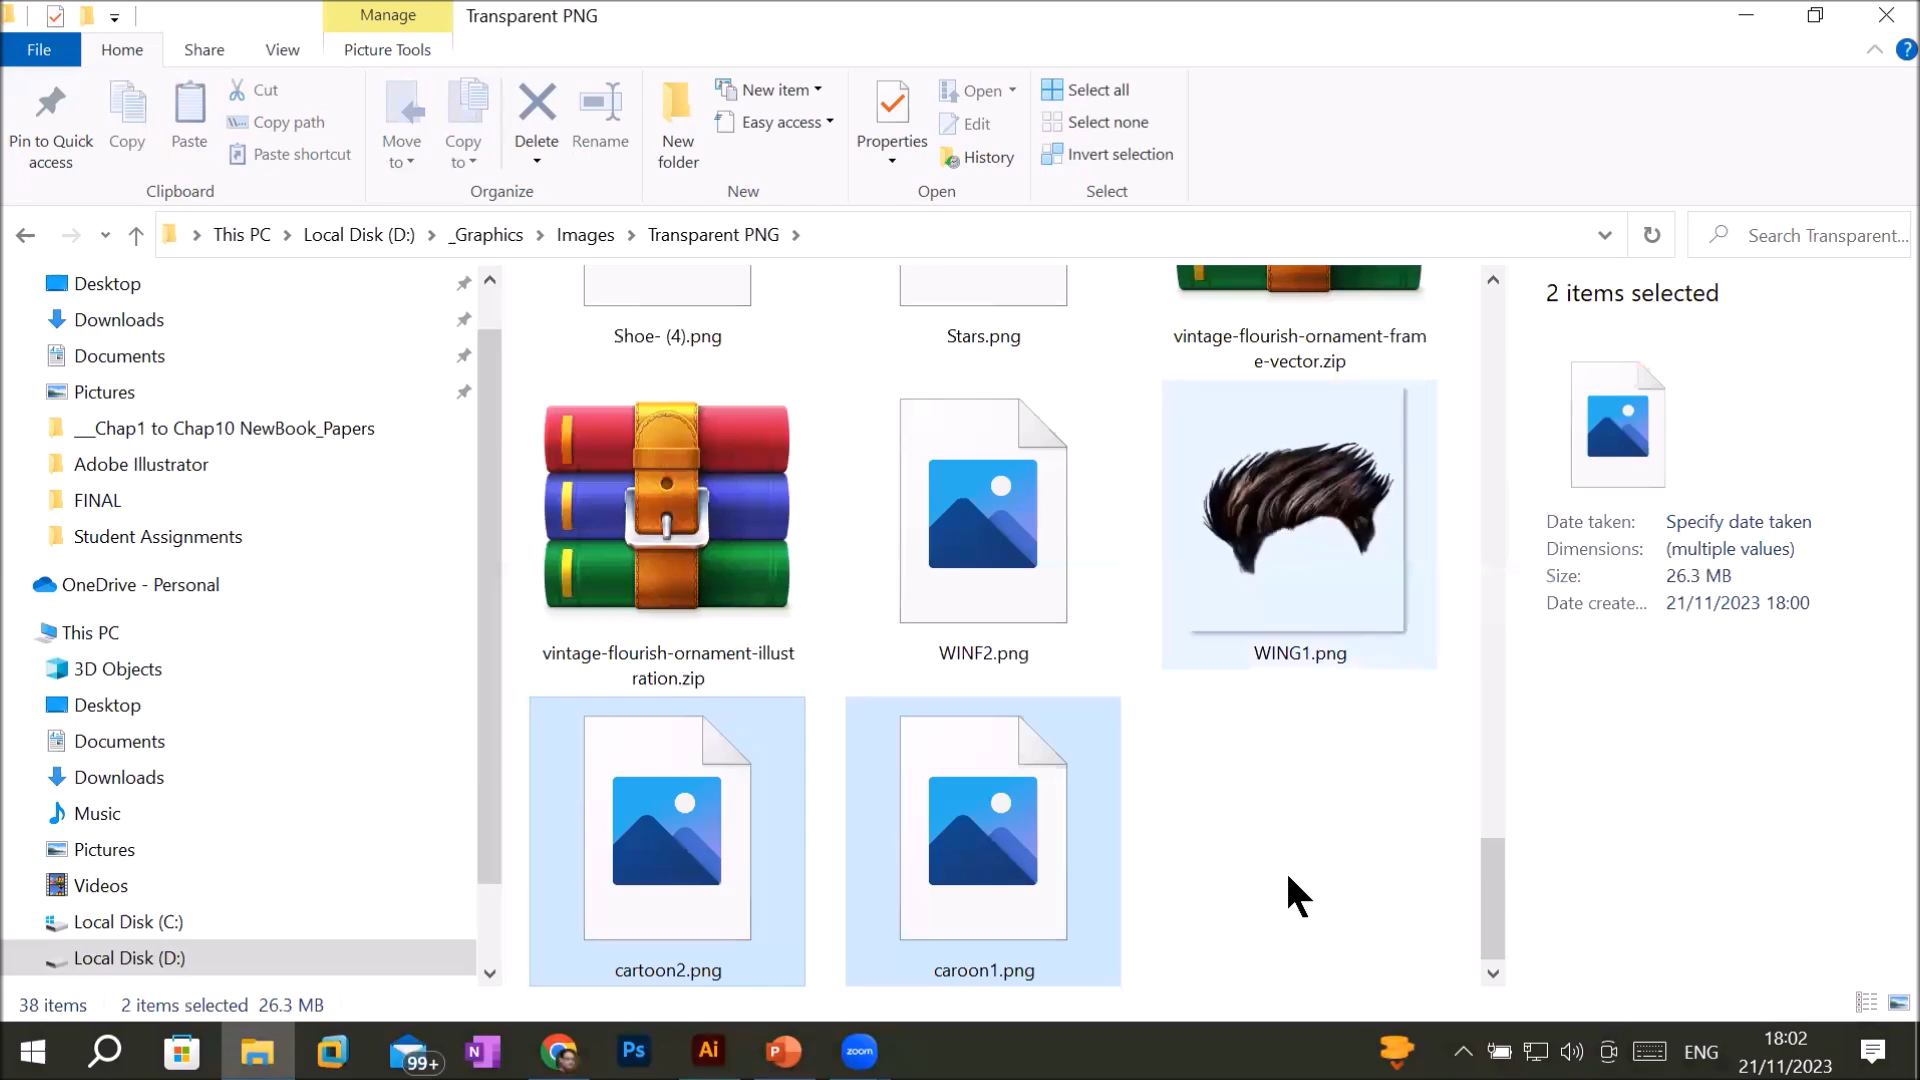 Manage
Transparent PNG
File
Home
Share
View
Picture Tools
?
Pin to Quick
access
Copy
Paste
Cut
Copy path
Paste shortcut
Clipboard
Move
to
Copy
to
Delete
Rename
Organize
New
folder
New item
Easy access
New
Properties
Open
Edit
History
Open
Select all
Select none
Invert selection
Select
This PC
Local Disk (D:)
_Graphics
Images
Transparent PNG
Search Transparent...
Desktop
Downloads
Documents
Pictures
___Chap1 to Chap10 NewBook_Papers
Adobe Illustrator
FINAL
Student Assignments
OneDrive - Personal
This PC
3D Objects
Desktop
Documents
Downloads
Music
Pictures
Videos
Local Disk (C:)
Local Disk (D:)
Shoe- (4).png
Stars.png
vintage-flourish-ornament-fram
e-vector.zip
vintage-flourish-ornament-illust
ration.zip
WINF2.png
WING1.png
cartoon2.png
caroon1.png
2 items selected
Date taken: Specify date taken
Dimensions: (multiple values)
Size: 26.3 MB
Date create... 21/11/2023 18:00
38 items
2 items selected 26.3 MB
99+
N
Ps
Ai
P
zoom
ENG
18:02
21/11/2023